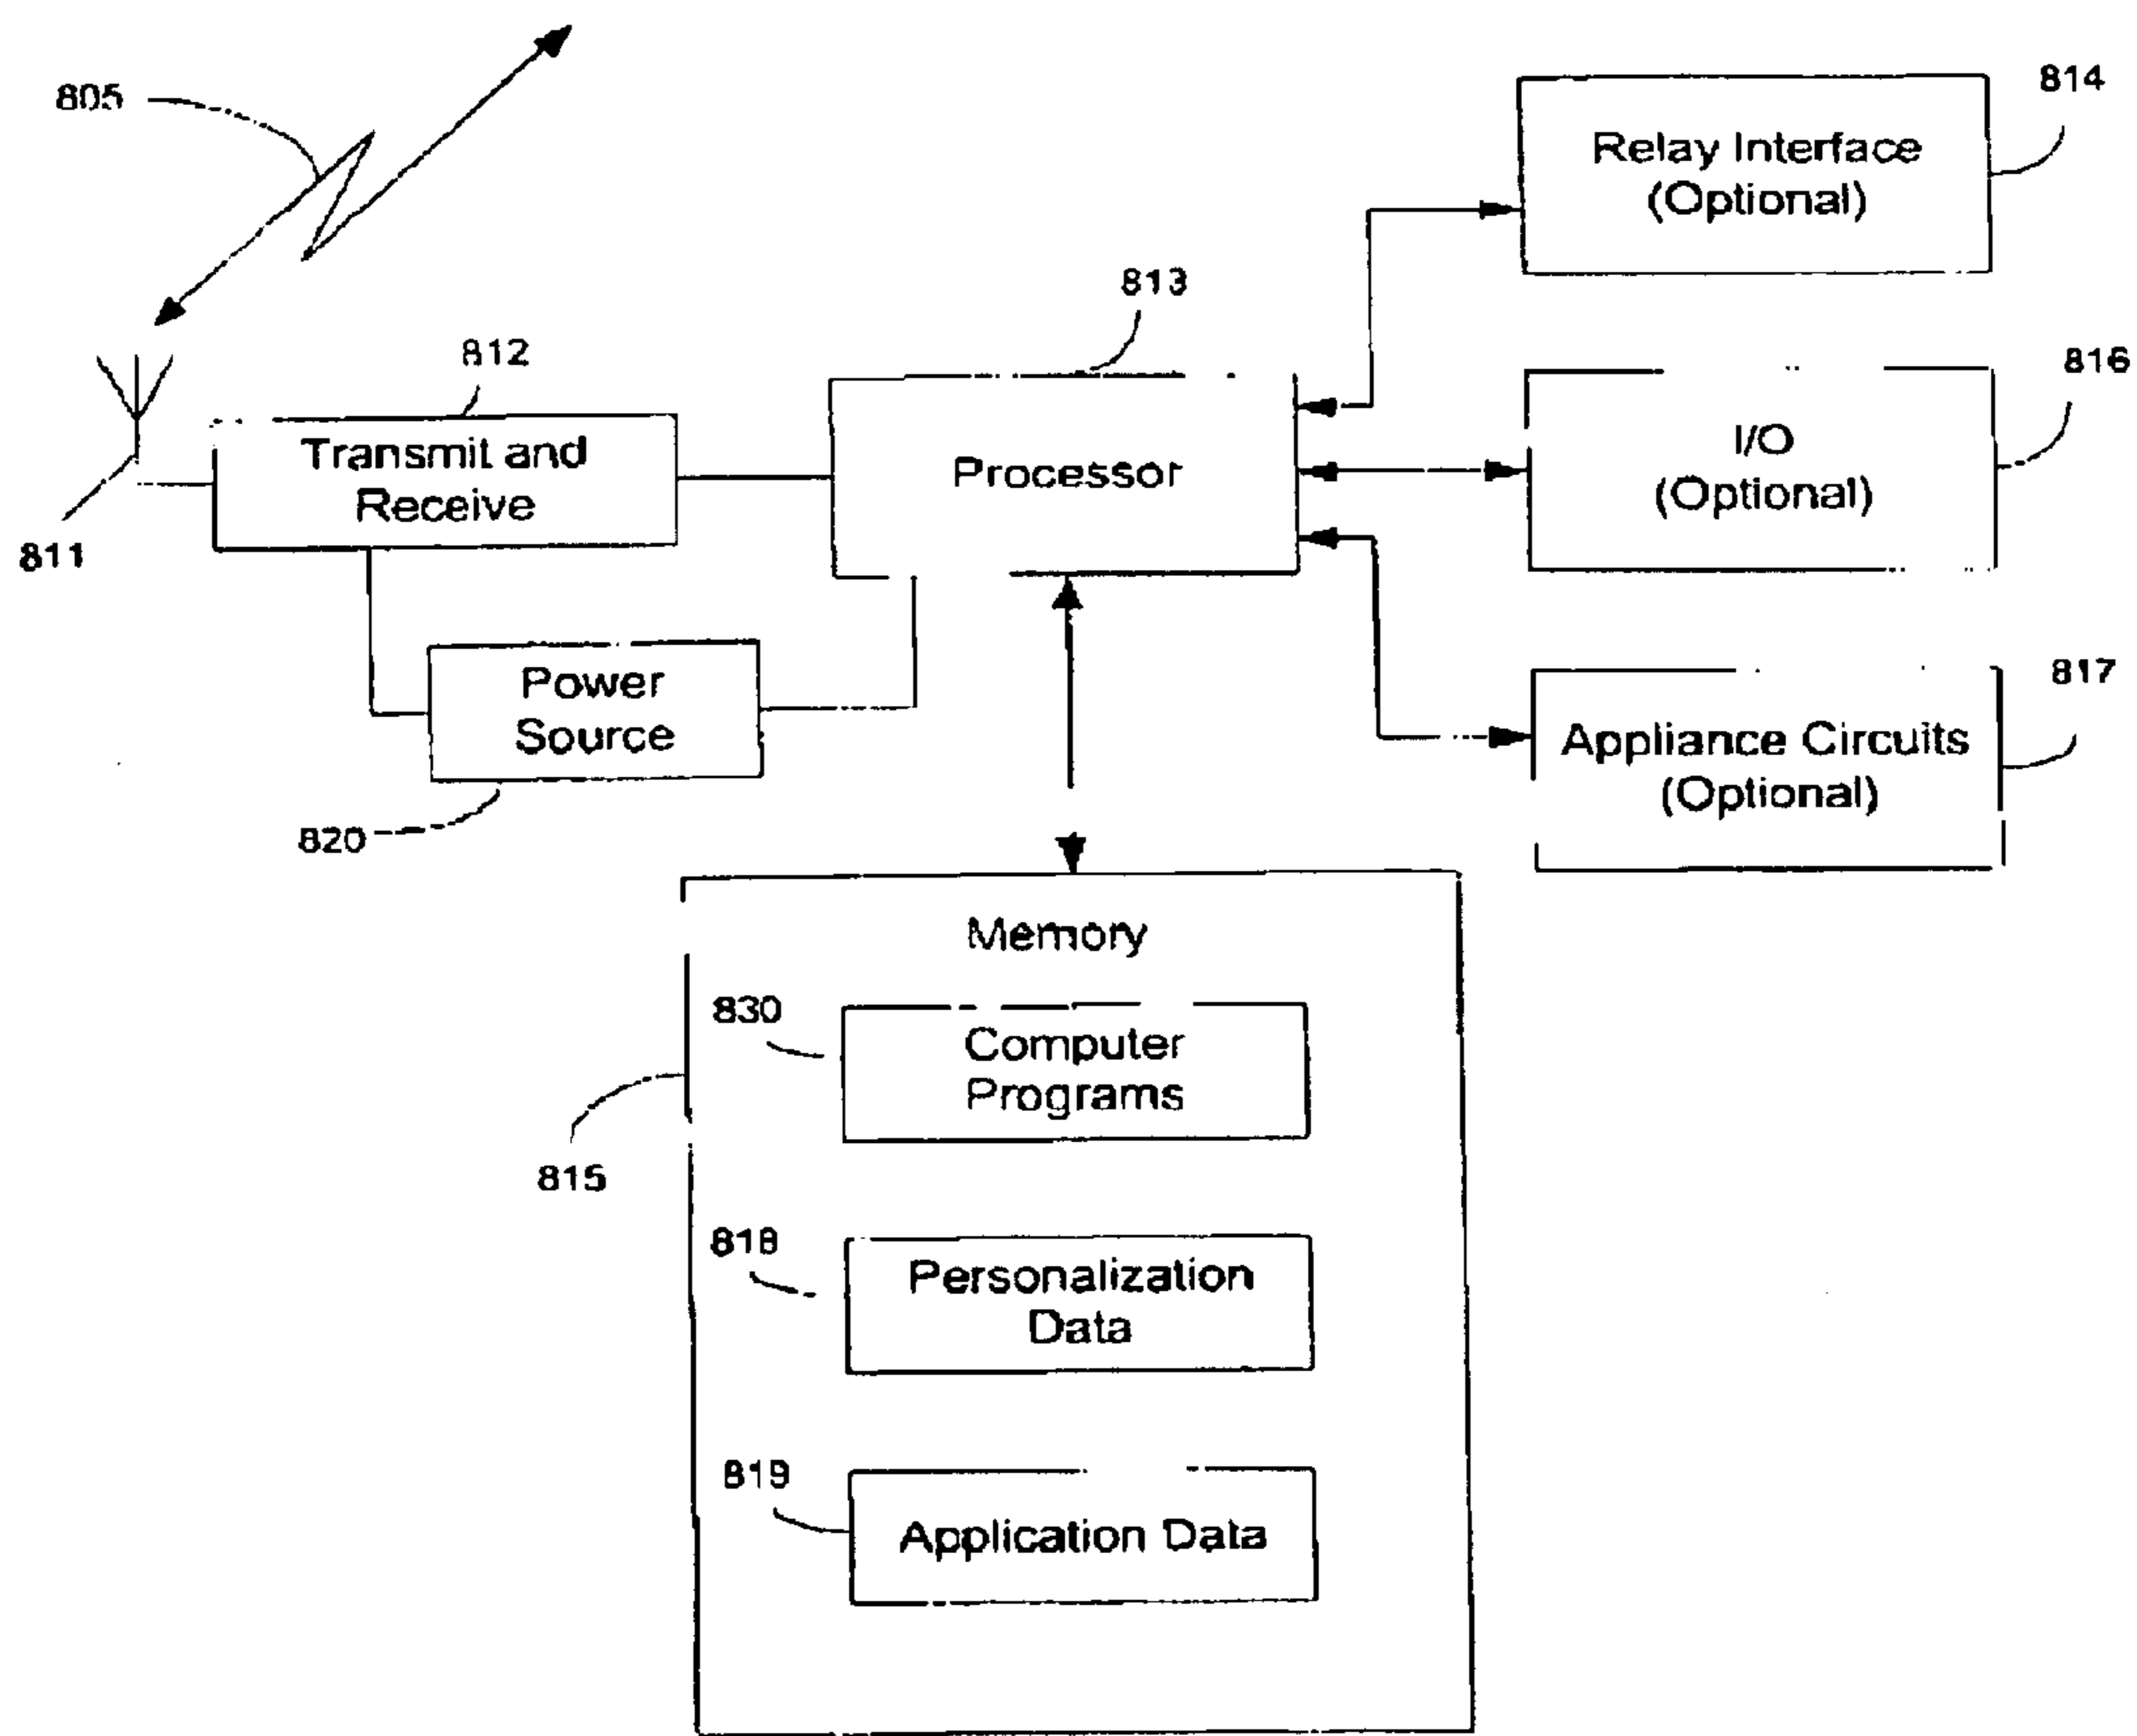 805
814
Relay Interface
(Optional)
813
812
816
Transmit and
Receive
Processor
I/O
(Optional)
811
817
Power
Source
Appliance Circuits
(Optional)
820
Memory
830
Computer
Programs
815
818
Personalization
Data
819
Application Data